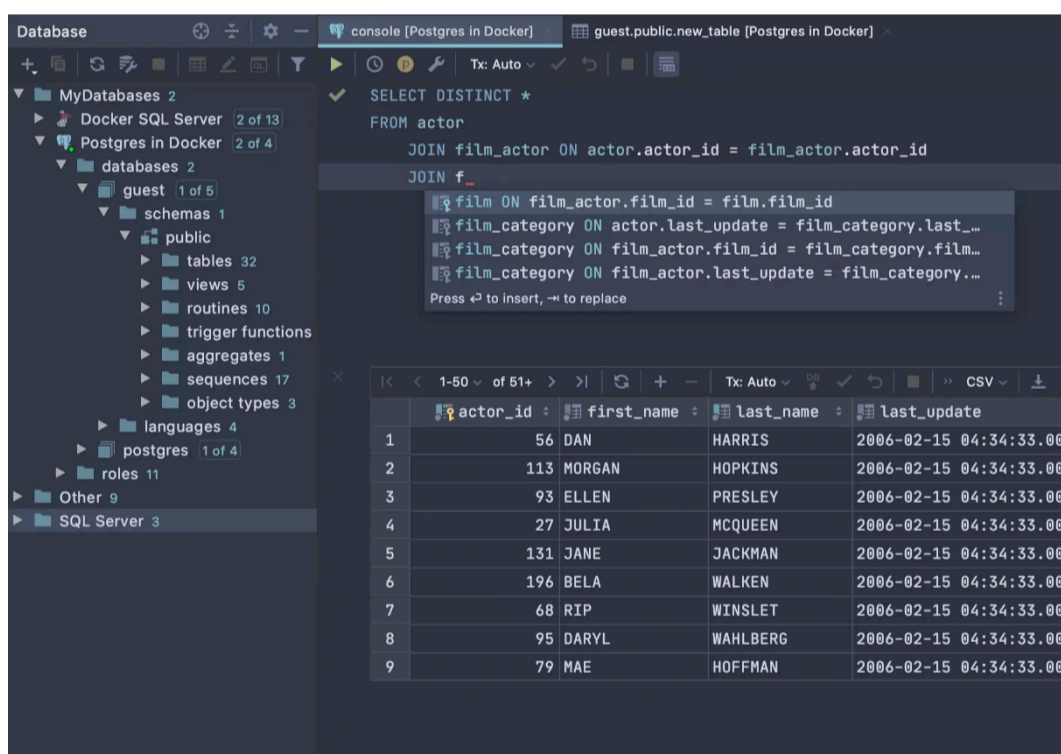 Database
console [Postgres in Docker]
guest.public.new_table [Postgres in Docker]
Tx: Auto
MyDatabases 2
Docker SQL Server 2 of 13
Postgres in Docker 2 of 4
databases 2
guest 1 of 5
schemas 1
public
tables 32
views 5
routines 10
trigger functions
aggregates 1
sequences 17
object types 3
languages 4
postgres 1 of 4
roles 11
Other 9
SQL Server 3
SELECT DISTINCT *
FROM actor
JOIN film_actor ON actor.actor_id = film_actor.actor_id
JOIN f_
film ON film_actor.film_id = film.film_id
film_category ON actor.last_update = film_category.last_…
film_category ON film_actor.film_id = film_category.film…
film_category ON film_actor.last_update = film_category.…
Press ↵ to insert, ⇥ to replace
1-50 of 51+ Tx: Auto DB CSV
actor_id first_name last_name last_update
1 56 DAN HARRIS 2006-02-15 04:34:33.00
2 113 MORGAN HOPKINS 2006-02-15 04:34:33.00
3 93 ELLEN PRESLEY 2006-02-15 04:34:33.00
4 27 JULIA MCQUEEN 2006-02-15 04:34:33.00
5 131 JANE JACKMAN 2006-02-15 04:34:33.00
6 196 BELA WALKEN 2006-02-15 04:34:33.00
7 68 RIP WINSLET 2006-02-15 04:34:33.00
8 95 DARYL WAHLBERG 2006-02-15 04:34:33.00
9 79 MAE HOFFMAN 2006-02-15 04:34:33.00